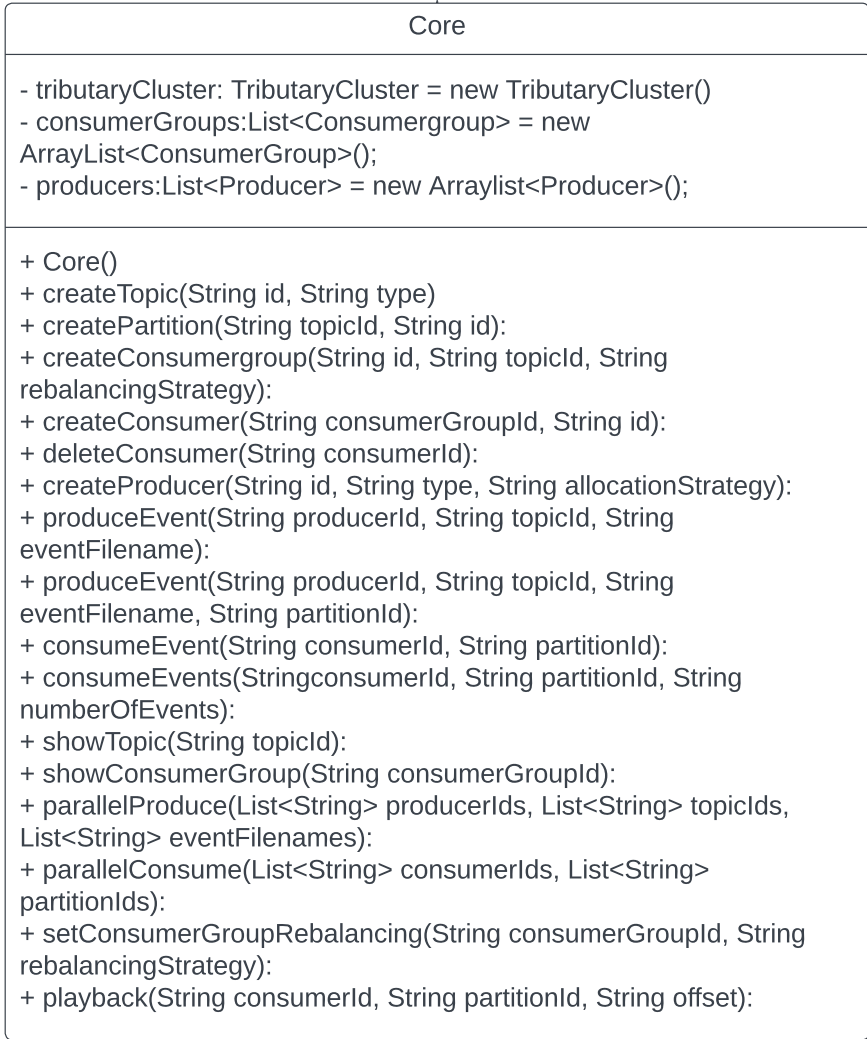 Core
- tributaryCluster: TributaryCluster = new TributaryCluster()
- consumerGroups:List<Consumergroup> = new
ArrayList<ConsumerGroup>();
- producers:List<Producer> = new Arraylist<Producer>();
+ Core()
+ createTopic(String id, String type)
+ createPartition(String topicId, String id):
+ createConsumergroup(String id, String topicId, String
rebalancingStrategy):
+ createConsumer(String consumerGroupId, String id):
+ deleteConsumer(String consumerId):
+ createProducer(String id, String type, String allocationStrategy):
+ produceEvent(String producerId, String topicId, String
eventFilename):
+ produceEvent(String producerId, String topicId, String
eventFilename, String partitionId):
+ consumeEvent(String consumerId, String partitionId):
+ consumeEvents(StringconsumerId, String partitionId, String
numberOfEvents):
+ showTopic(String topicId):
+ showConsumerGroup(String consumerGroupId):
+ parallelProduce(List<String> producerIds, List<String> topicIds,
List<String> eventFilenames):
+ parallelConsume(List<String> consumerIds, List<String>
partitionIds):
+ setConsumerGroupRebalancing(String consumerGroupId, String
rebalancingStrategy):
+ playback(String consumerId, String partitionId, String offset):